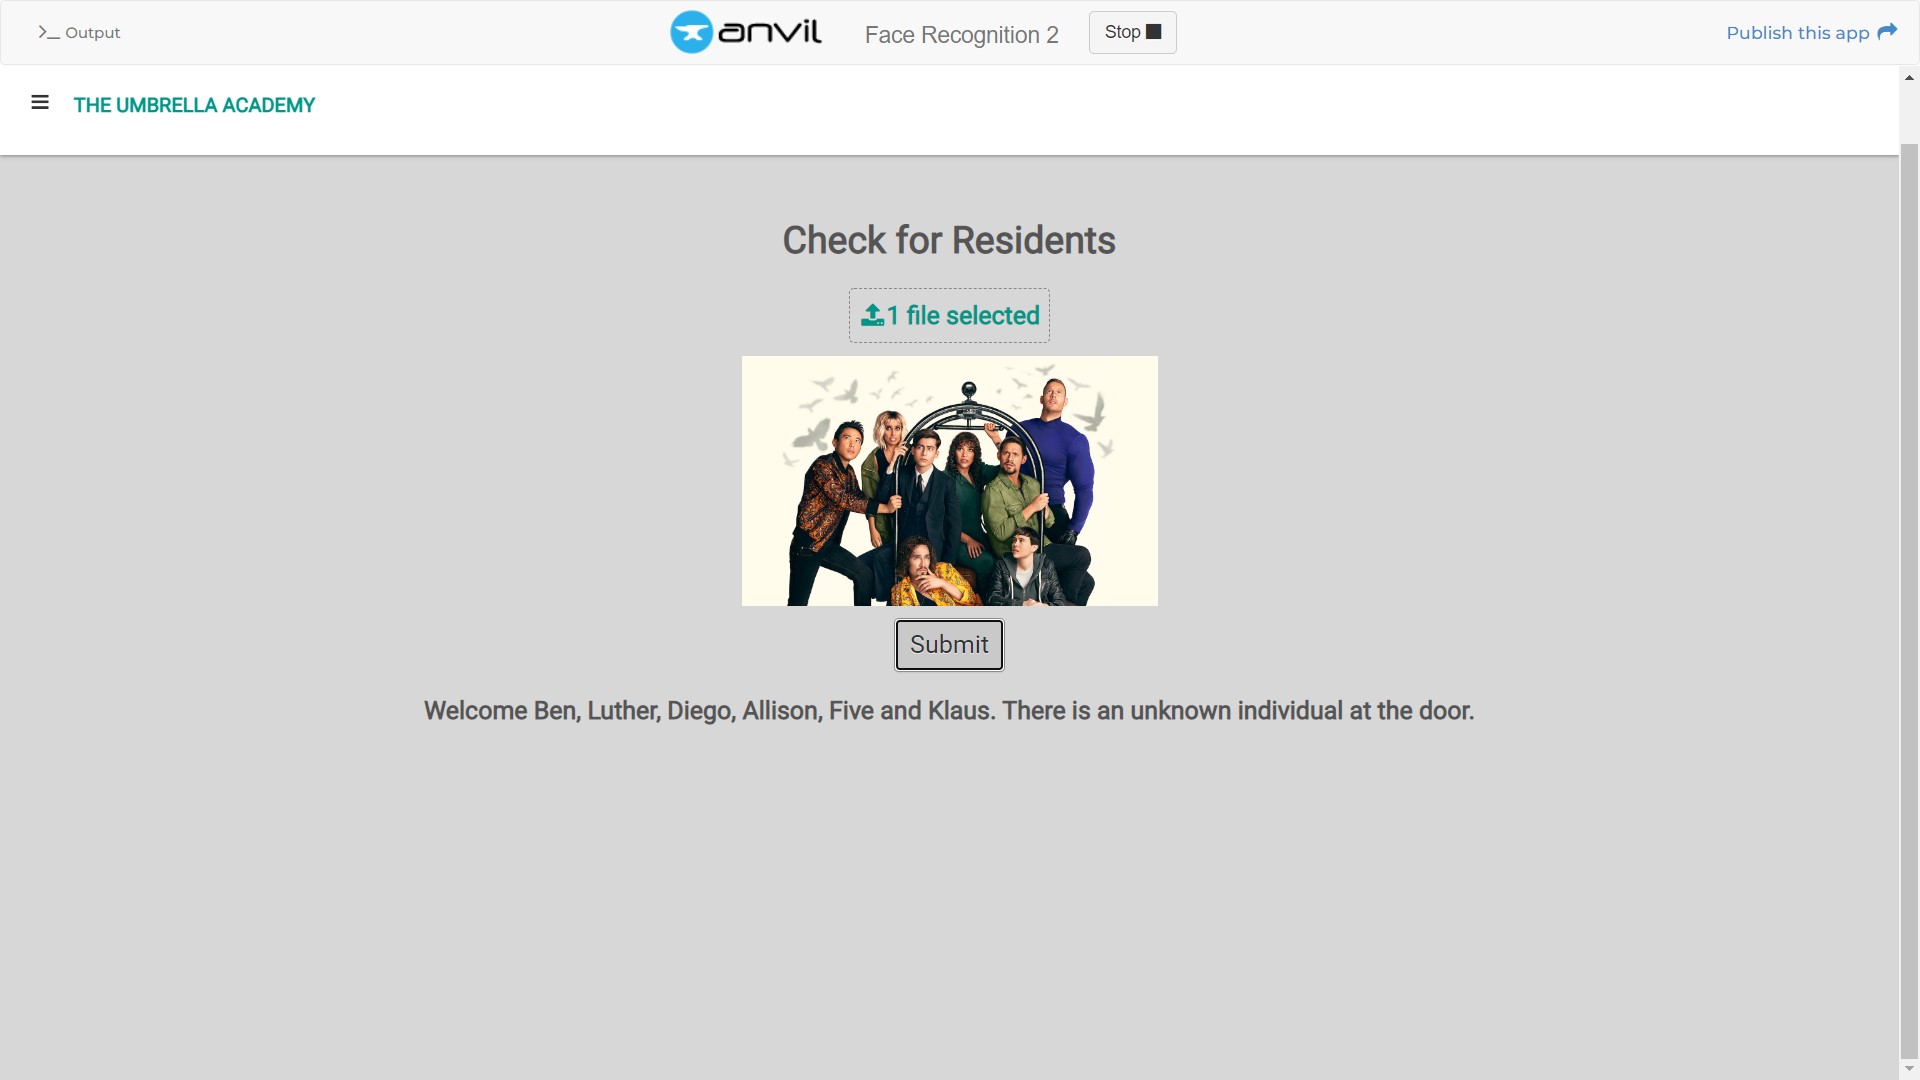 >_ Output
anvil
Face Recognition 2
Stop
Publish this app
THE UMBRELLA ACADEMY
Check for Residents
1 file selected
Submit
Welcome Ben, Luther, Diego, Allison, Five and Klaus. There is an unknown individual at the door.